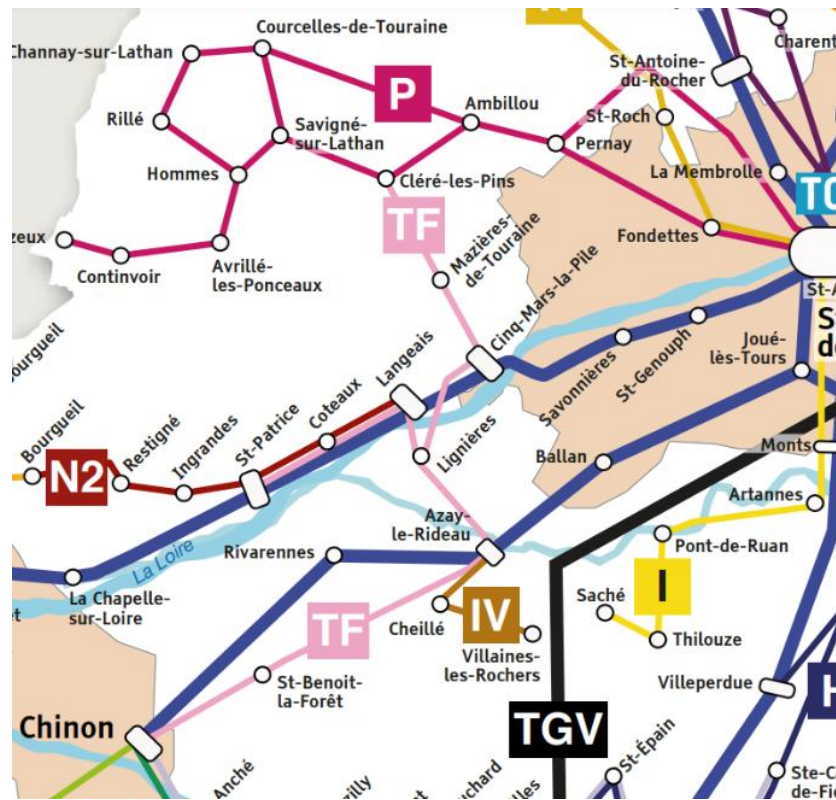 Courcelles-de-Touraine
Channay-sur-Lathan
St-Antoine-
du-Rocher
P
Ambillou
St-Roch
Rillé
Savigné-
sur-Lathan
Pernay
La Membrolle
Hommes
Cléré-les-Pins
TF
Mazières-
de-Touraine
Fondettes
Continvoir
Avrillé-
les-Ponceaux
Cinq-Mars-la-Pile
Langeais
Savonnières
St-Genouph
Joué-
lès-Tours
Bourgueil
Restigné
Ingrandes
St-Patrice
Coteaux
N2
Lignières
Ballan
Monts
Artannes
Azay-
le-Rideau
La Loire
Rivarennes
Pont-de-Ruan
La Chapelle-
sur-Loire
Cheillé
IV
I
Saché
Thilouze
TF
Villaines-
les-Rochers
St-Benoit-
la-Forêt
Villeperdue
H
Chinon
TGV
St-Épain
Anché